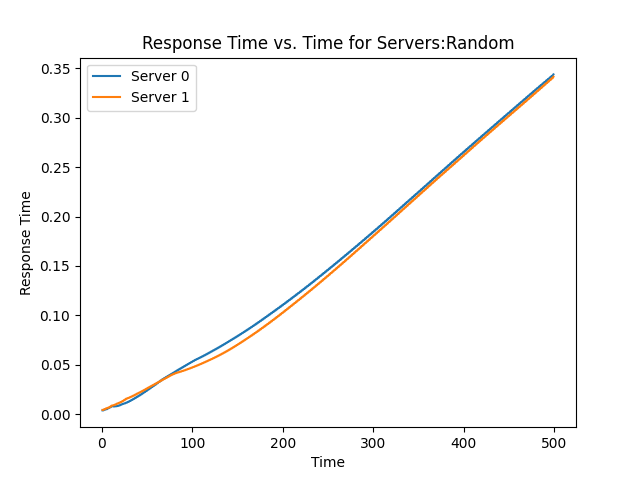 Response Time vs. Time for Servers:Random
Server 0
Server 1
Response Time
0.35
0.30
0.25
0.20
0.15
0.10
0.05
0.00
0 100 200 300 400 500
Time